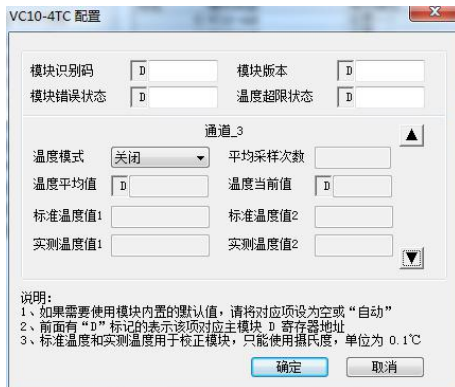 VC10-4TC 配置
模块识别码 D 模块版本 D
模块错误状态 D 温度超限状态 D
通道_3
温度模式 关闭 平均采样次数
温度平均值 D 温度当前值 D
标准温度值1 标准温度值2
实测温度值1 实测温度值2
说明:
1、如果需要使用模块内置的默认值，请将对应项设为空或“自动”
2、前面有“D”标记的表示该项对应主模块 D 寄存器地址
3、标准温度和实测温度用于校正模块，只能使用摄氏度，单位为 0.1℃
确定 取消